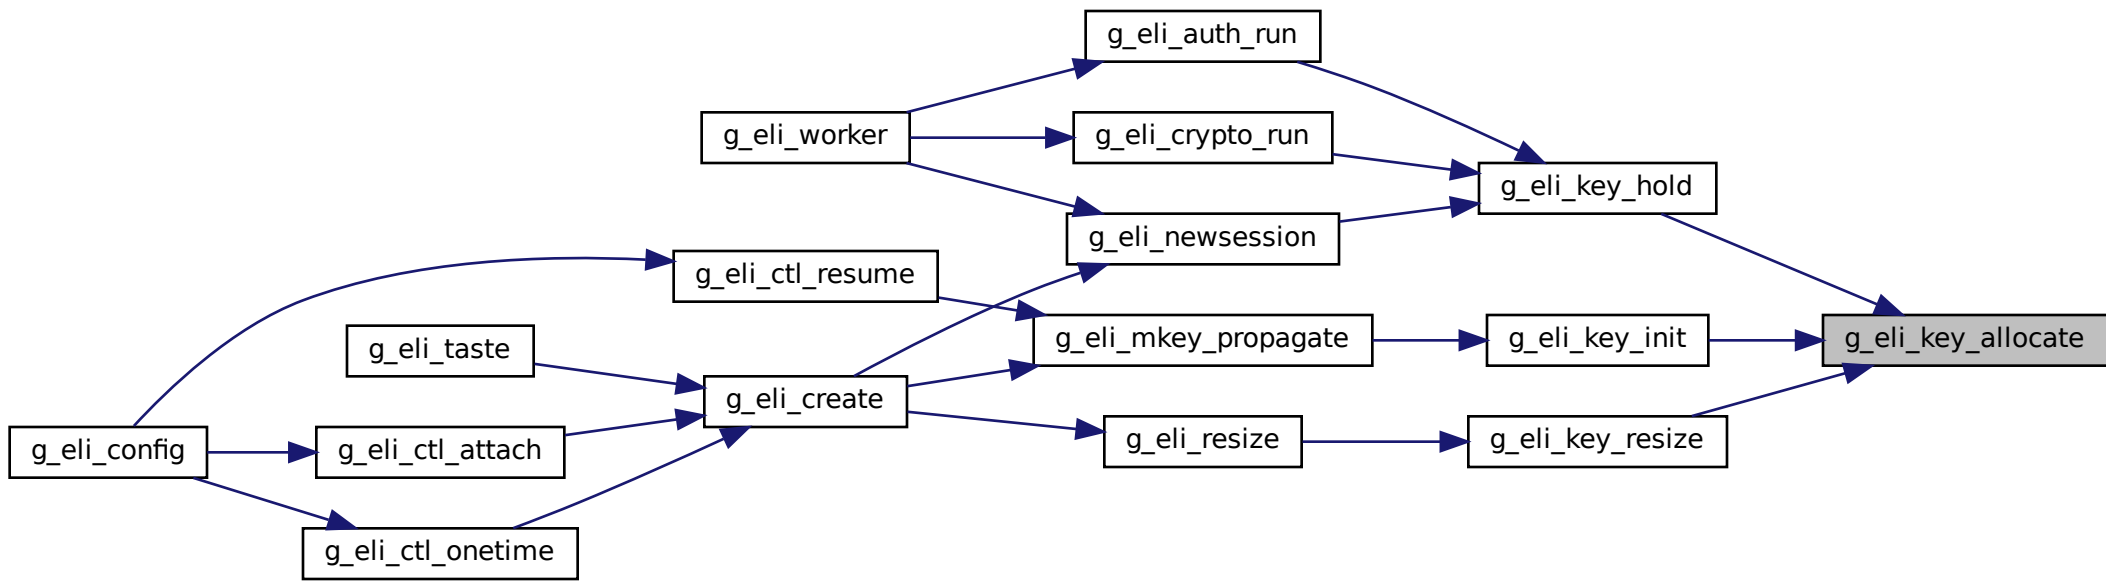 g_eli_auth_run
g_eli_worker
g_eli_crypto_run
g_eli_key_hold
g_eli_newsession
g_eli_ctl_resume
g_eli_taste
g_eli_mkey_propagate
g_eli_key_init
g_eli_key_allocate
g_eli_create
g_eli_config
g_eli_ctl_attach
g_eli_resize
g_eli_key_resize
g_eli_ctl_onetime